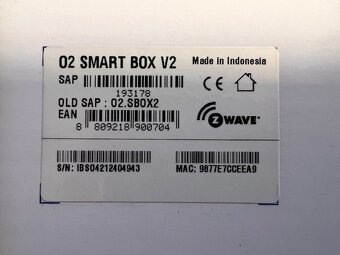 O2 SMART BOX V2
Made in Indonesia
SAP
193178
OLD SAP : O2.SBOX2
EAN
8 809218 900704
Z WAVE®
S/N: IBS04212404943
MAC: 9877E7CCEEA9